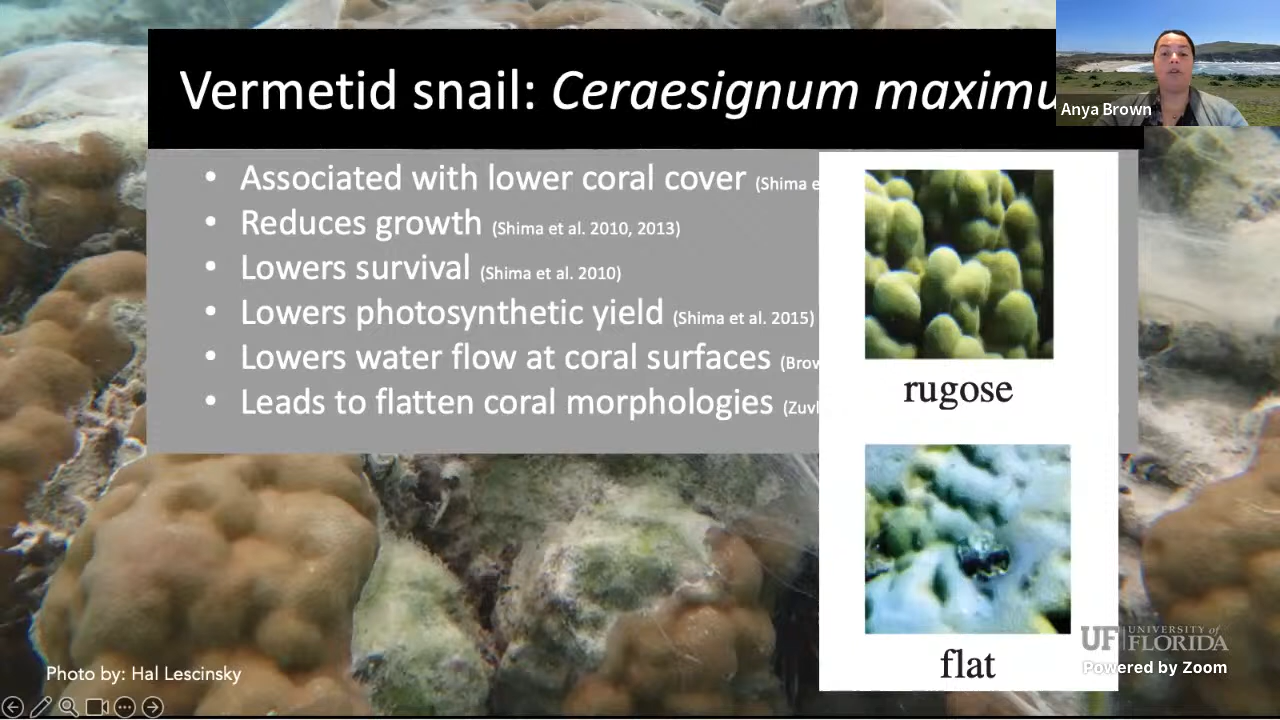 Vermetid snail: Ceraesignum maximu
Anya Brown
• Associated with lower coral cover (Shima e
• Reduces growth (Shima et al. 2010, 2013)
• Lowers survival (Shima et al. 2010)
• Lowers photosynthetic yield (Shima et al. 2015)
• Lowers water flow at coral surfaces (Brow
• Leads to flatten coral morphologies (Zuvl
rugose
flat
UF UNIVERSITY of FLORIDA
Powered by Zoom
Photo by: Hal Lescinsky